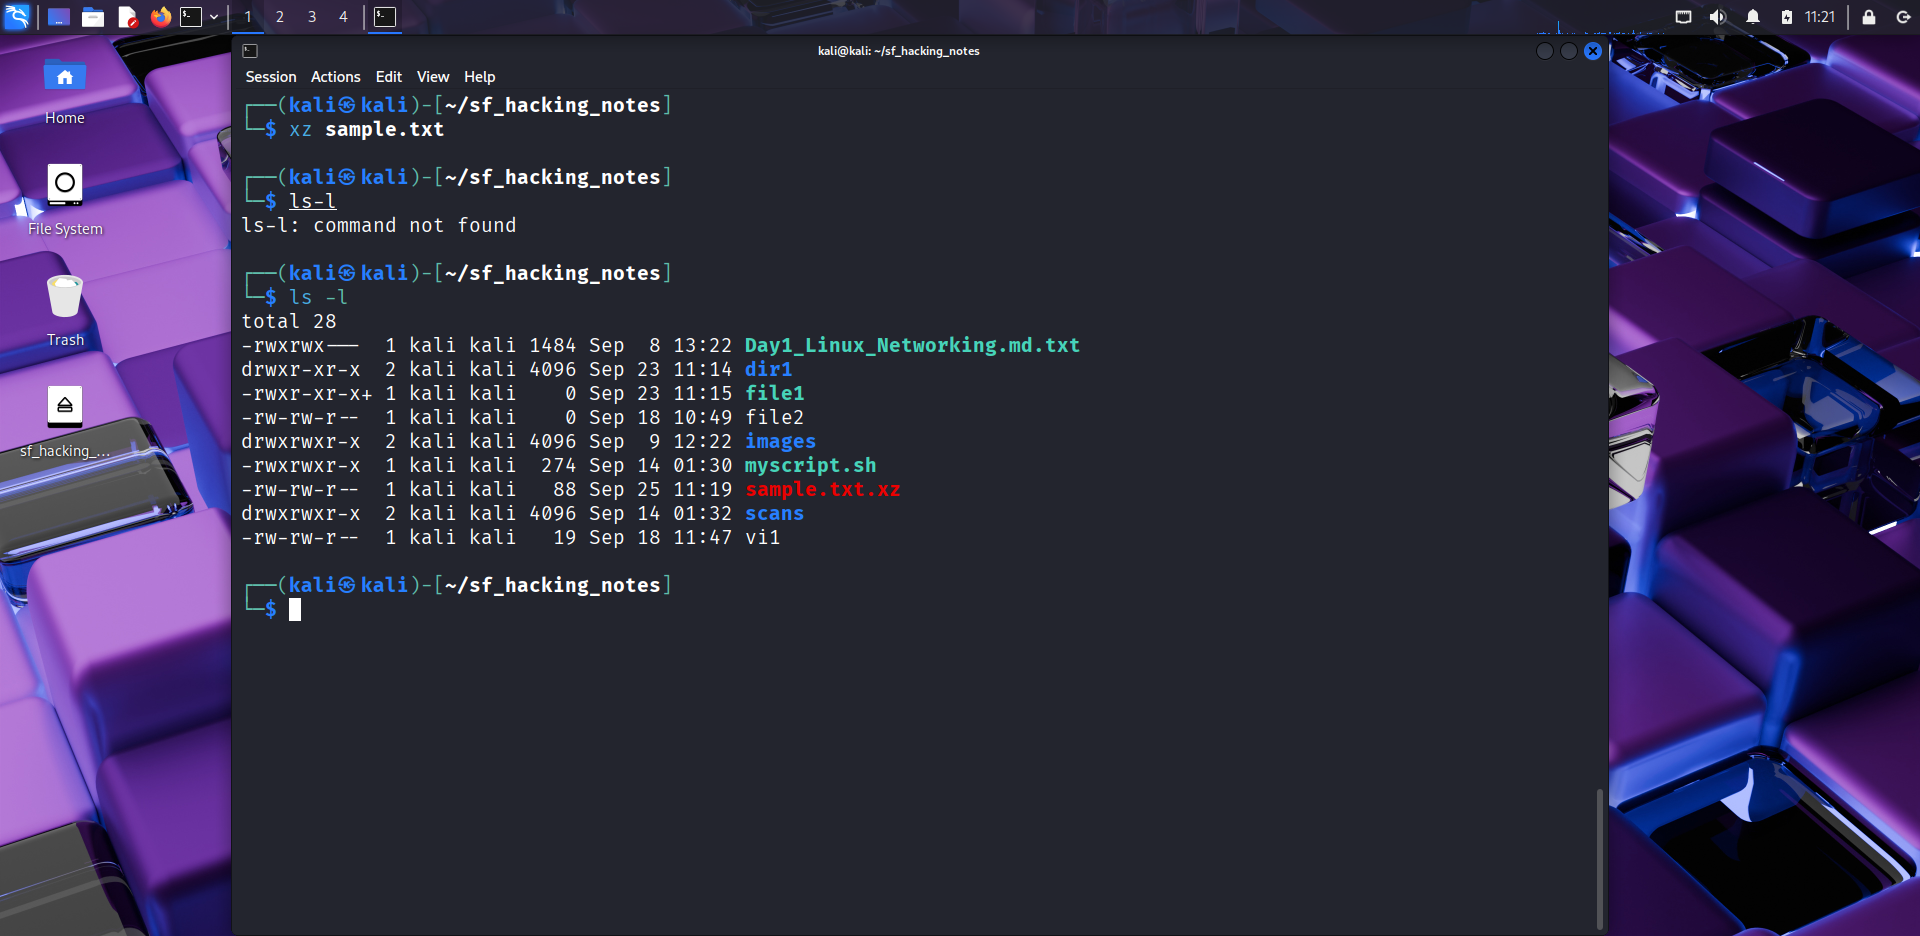 1 2 3 4
11:21
kali@kali: ~/sf_hacking_notes
Session Actions Edit View Help
Home
File System
Trash
sf_hacking_...
┌──(kali㉿kali)-[~/sf_hacking_notes]
└─$ xz sample.txt
┌──(kali㉿kali)-[~/sf_hacking_notes]
└─$ ls-l
ls-l: command not found
┌──(kali㉿kali)-[~/sf_hacking_notes]
└─$ ls -l
total 28
-rwxrwx--- 1 kali kali 1484 Sep 8 13:22 Day1_Linux_Networking.md.txt
drwxr-xr-x 2 kali kali 4096 Sep 23 11:14 dir1
-rwxr-xr-x+ 1 kali kali 0 Sep 23 11:15 file1
-rw-rw-r-- 1 kali kali 0 Sep 18 10:49 file2
drwxrwxr-x 2 kali kali 4096 Sep 9 12:22 images
-rwxrwxr-x 1 kali kali 274 Sep 14 01:30 myscript.sh
-rw-rw-r-- 1 kali kali 88 Sep 25 11:19 sample.txt.xz
drwxrwxr-x 2 kali kali 4096 Sep 14 01:32 scans
-rw-rw-r-- 1 kali kali 19 Sep 18 11:47 vi1
┌──(kali㉿kali)-[~/sf_hacking_notes]
└─$